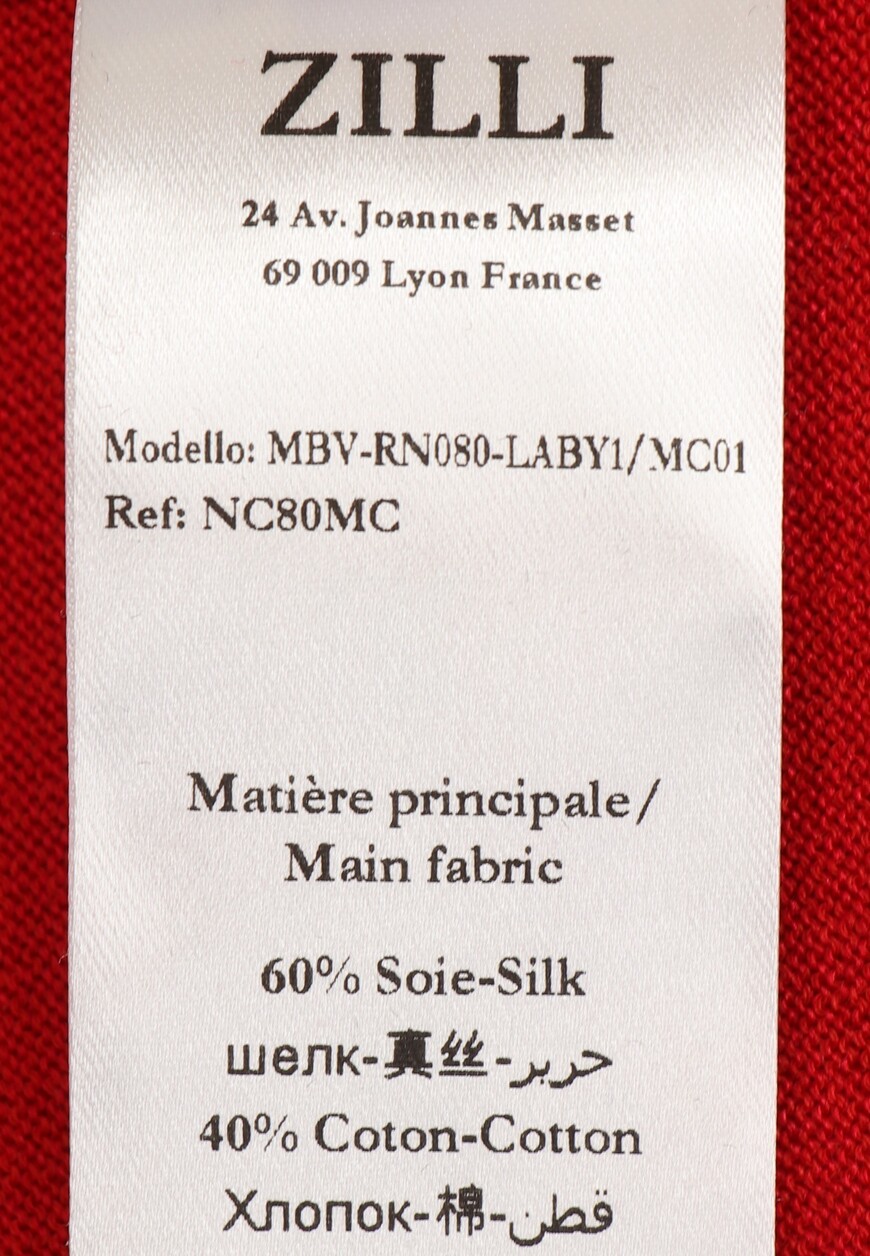 ZILLI
24 Av. Joannes Masset
69 009 Lyon France
Modello: MBV-RN080-LABY1/MC01
Ref: NC80MC
Matière principale/
Main fabric
60% Soie-Silk
шелк-真丝-حرير
40% Coton-Cotton
Хлопок-棉-قطن